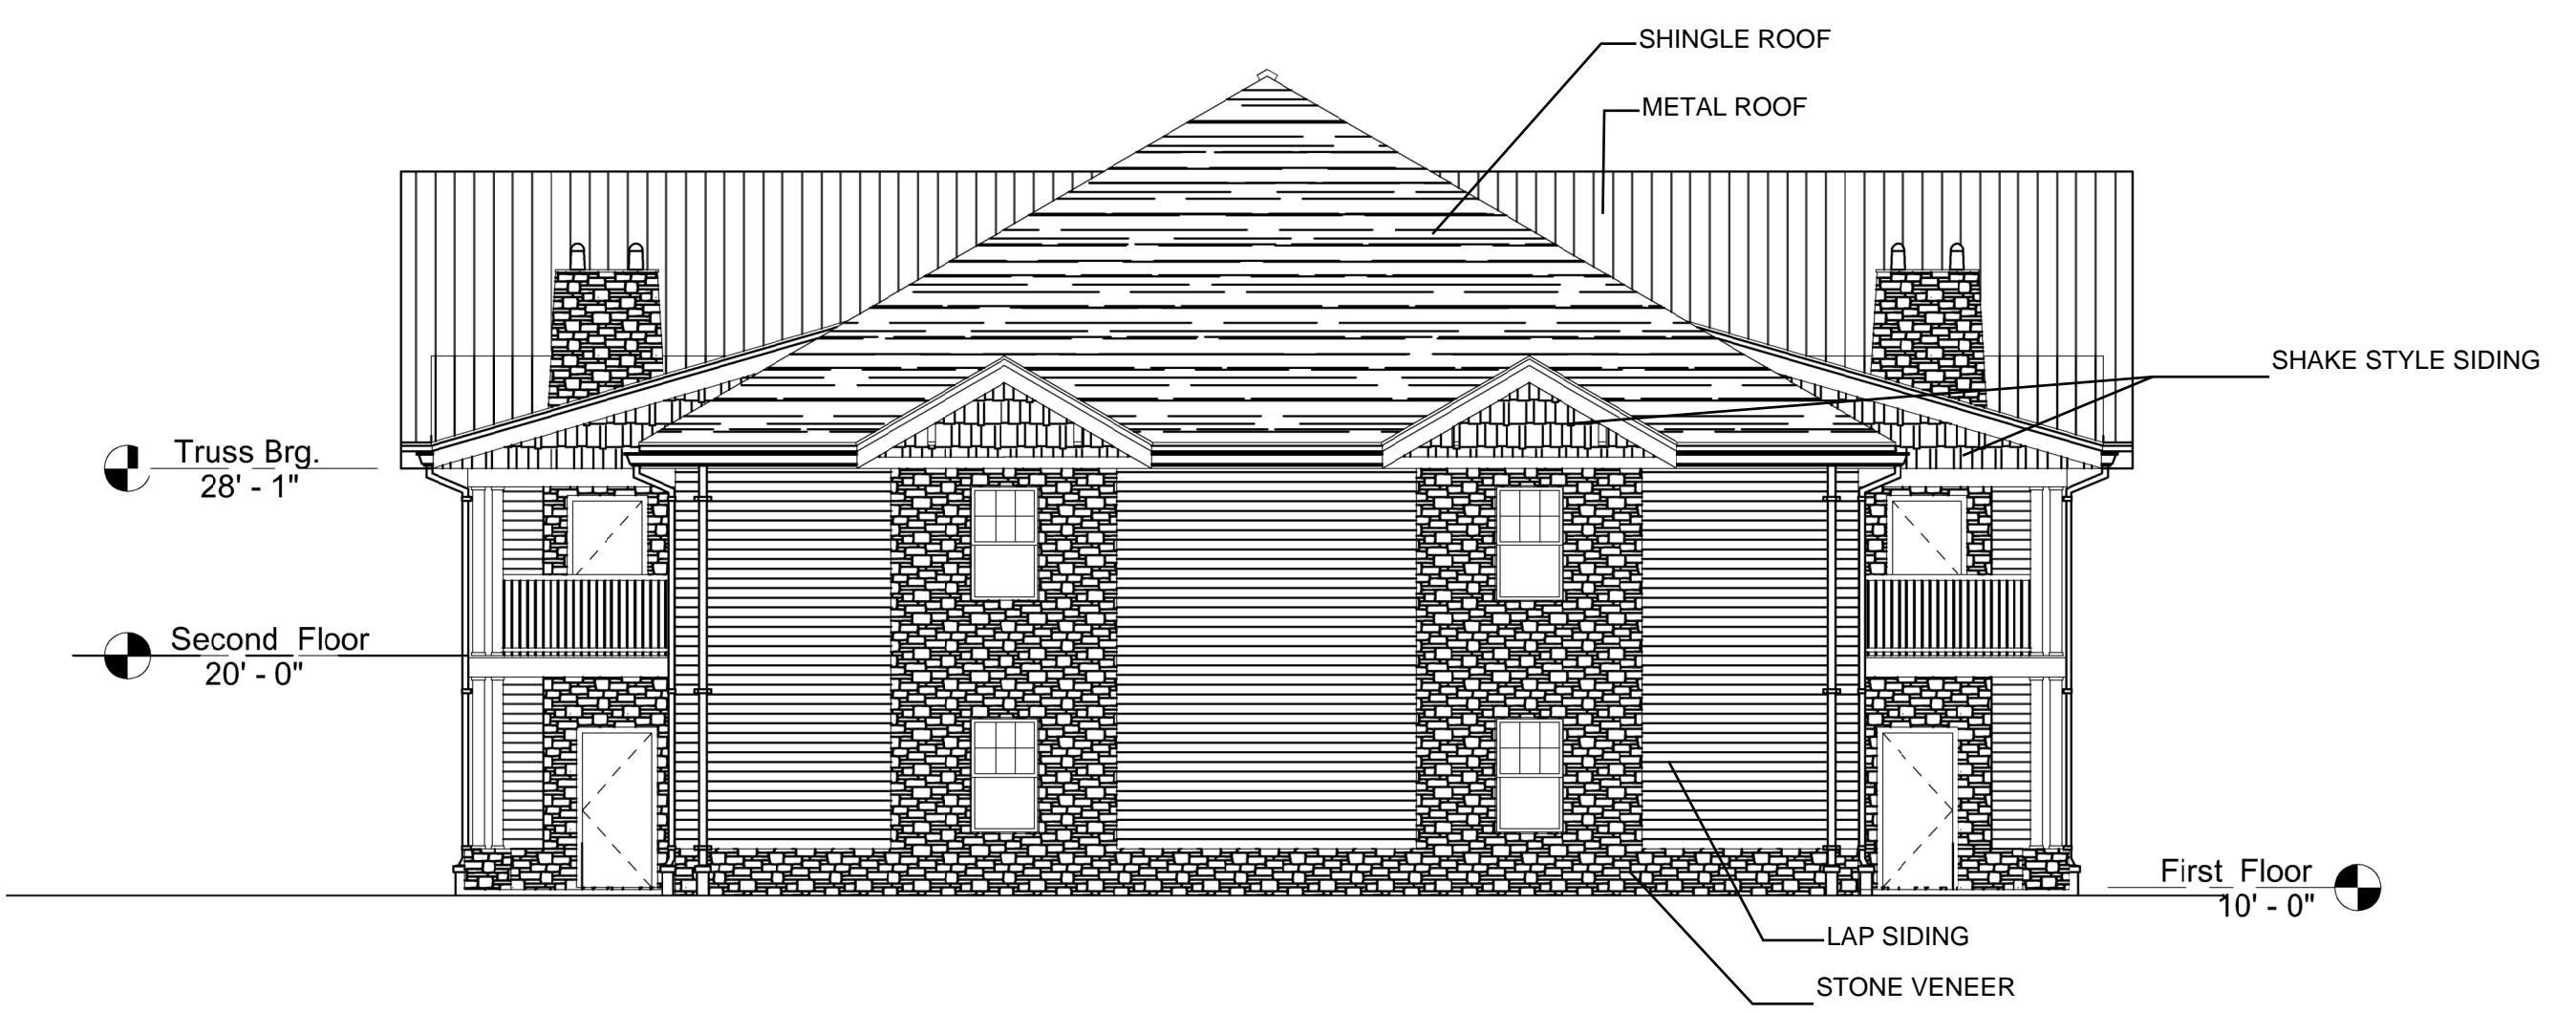 SHINGLE ROOF
METAL ROOF
SHAKE STYLE SIDING
Truss Brg.
28' - 1"
Second Floor
20' - 0"
First Floor
10' - 0"
LAP SIDING
STONE VENEER